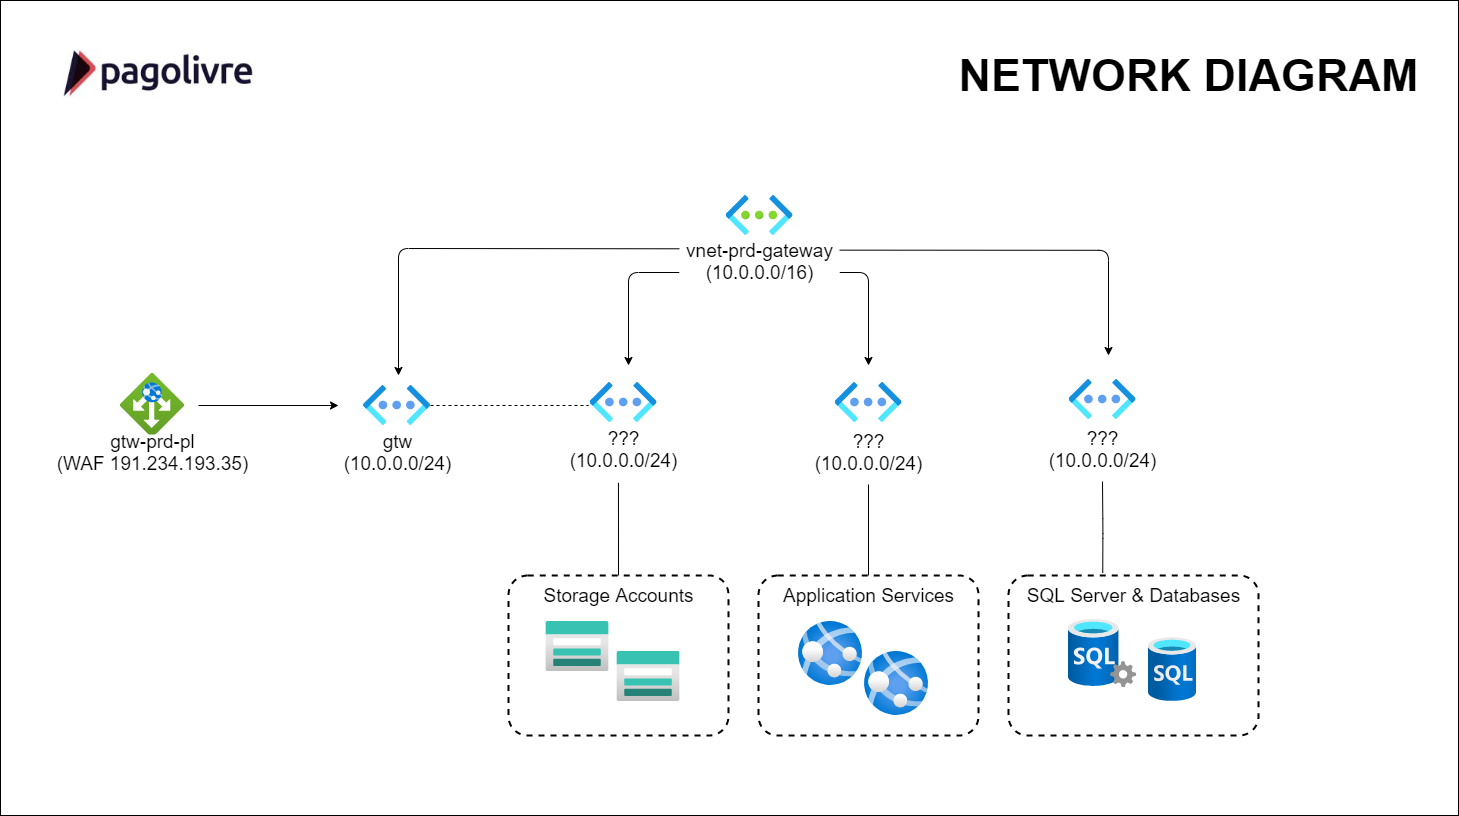 pagolivre
NETWORK DIAGRAM
vnet-prd-gateway
(10.0.0.0/16)
gtw-prd-pl
(WAF 191.234.193.35)
gtw
(10.0.0.0/24)
???
(10.0.0.0/24)
???
(10.0.0.0/24)
???
(10.0.0.0/24)
Storage Accounts
Application Services
SQL Server & Databases
SQL
SQL